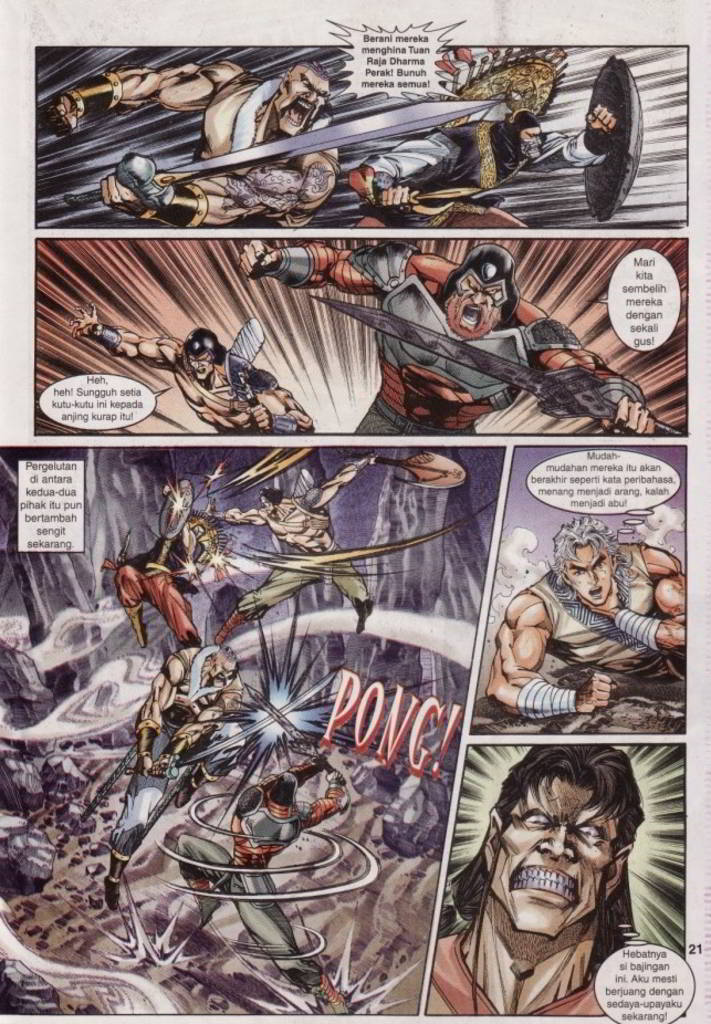 Berani mereka
menghina Tuan
Raja Dharma
Perak! Bunuh
mereka semua!
Mari
kita
sembelih
mereka
dengan
sekali
gus!
Heh,
heh! Sungguh setia
kutu-kutu ini kepada
anjing kurap itu!
Pergelutan
di antara
kedua-dua
pihak itu pun
bertambah
sengit
sekarang.
PONG!
Mudah-
mudahan mereka itu akan
berakhir seperti kata peribahasa,
menang menjadi arang, kalah
menjadi abu!
Hebatnya
si bajingan
ini. Aku mesti
berjuang dengan
sedaya-upayaku
sekarang!
21